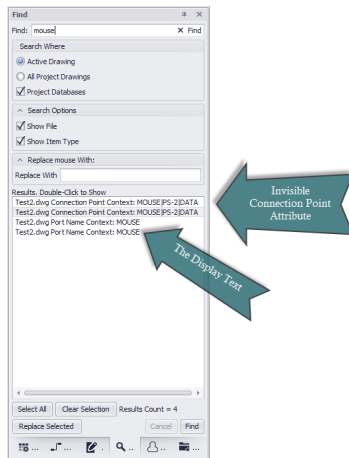 Find
Find: mouse Find
Search Where
Active Drawing
All Project Drawings
Project Databases
Search Options
Show File
Show Item Type
Replace mouse With:
Replace With
Results. Double-Click to Show
Test2.dwg Connection Point Context: MOUSE|PS-2|DATA
Test2.dwg Connection Point Context: MOUSE|PS-2|DATA
Test2.dwg Port Name Context: MOUSE
Test2.dwg Port Name Context: MOUSE
Invisible
Connection Point
Attribute
The Display Text
Select All Clear Selection Results Count = 4
Replace Selected Cancel Find
... ... . .. .. ...